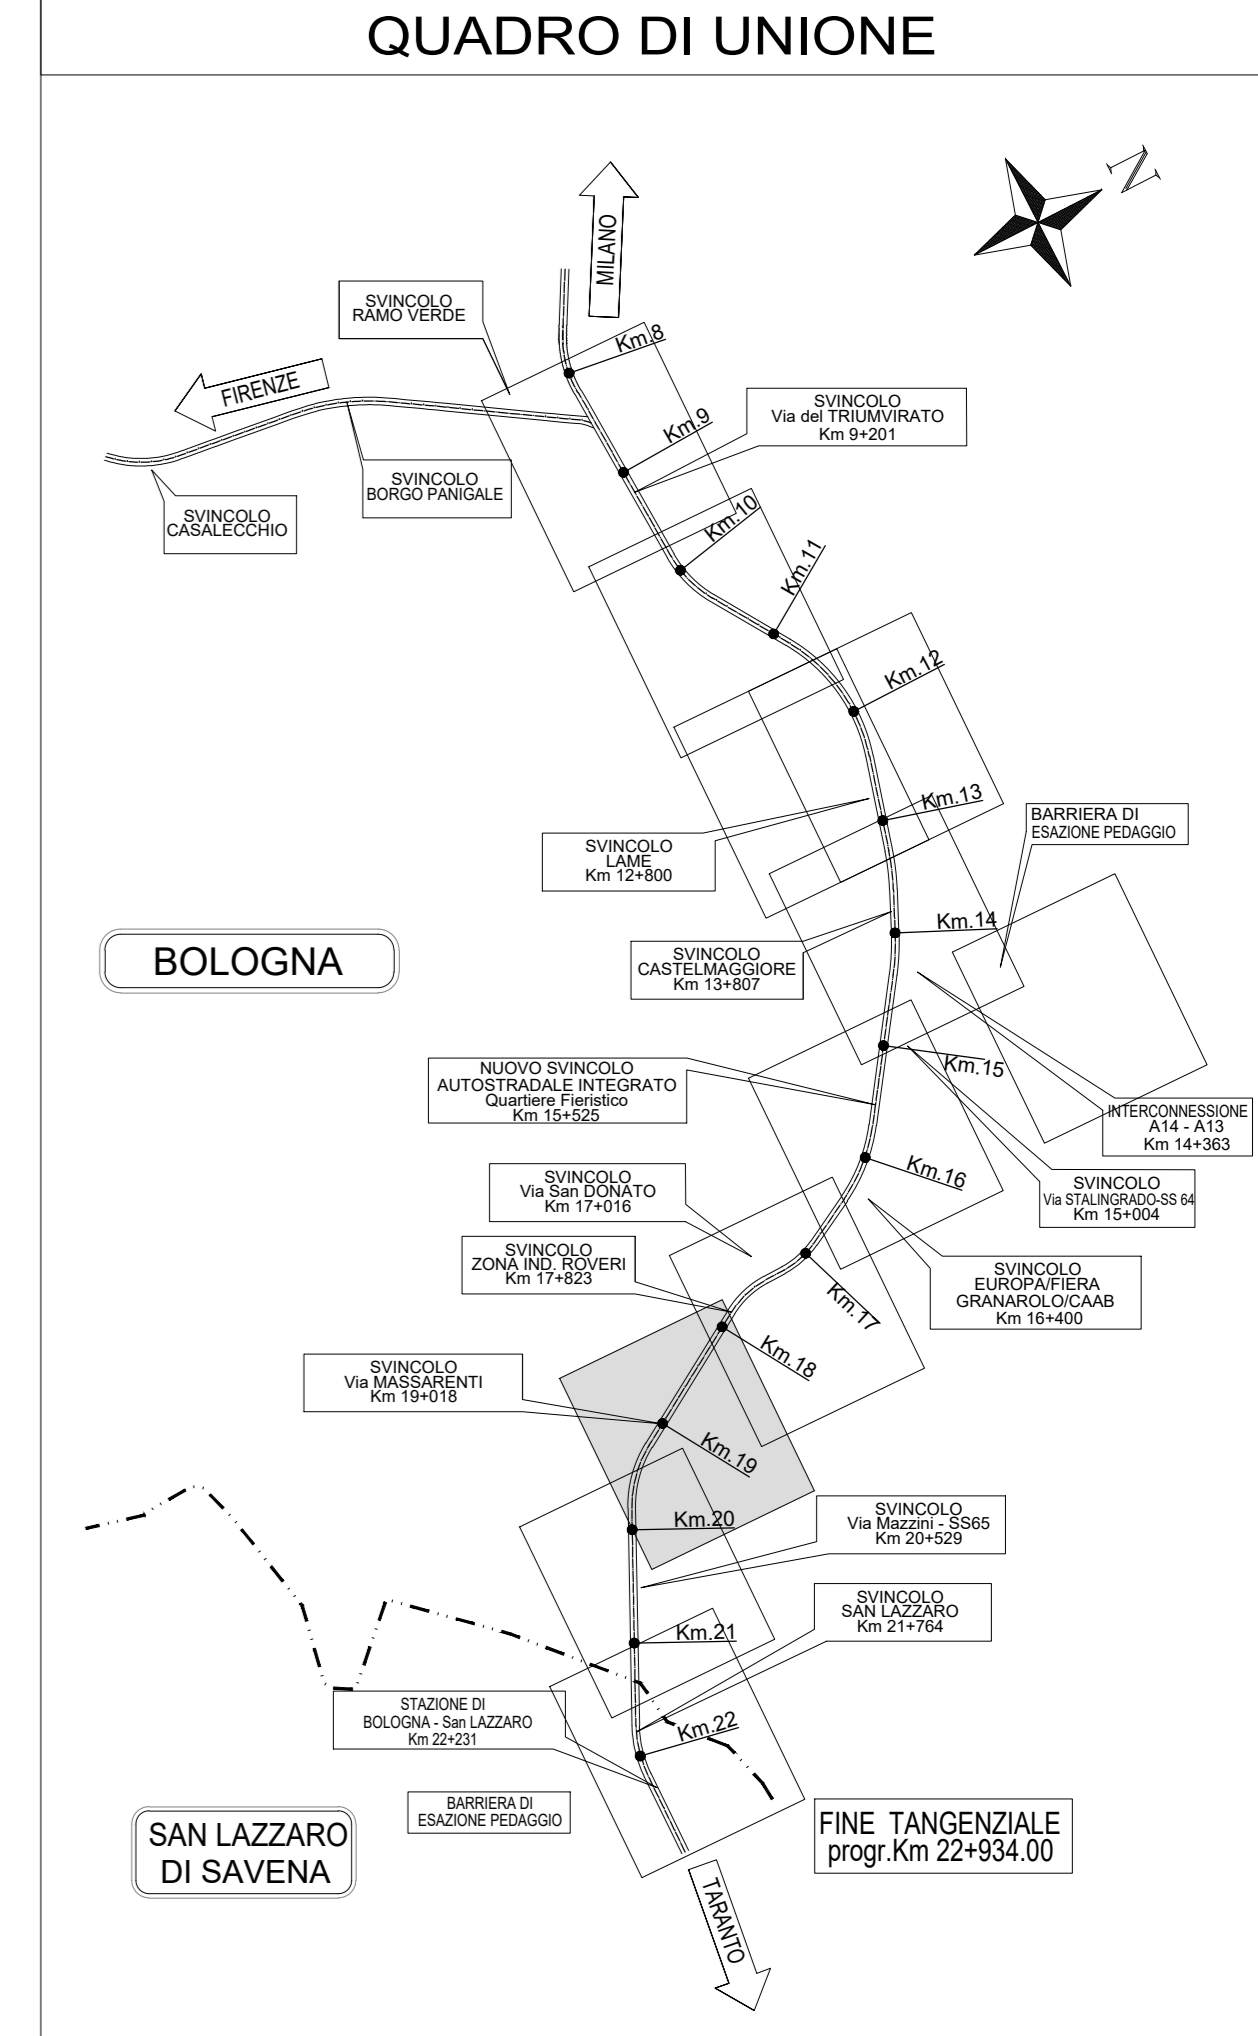 QUADRO DI UNIONE
N
MILANO
SVINCOLO
RAMO VERDE
Km.8
FIRENZE
SVINCOLO
Via del TRIUMVIRATO
Km 9+201
Km.9
SVINCOLO
BORGO PANIGALE
SVINCOLO
CASALECCHIO
Km.10
Km.11
Km.12
Km.13
BARRIERA DI
ESAZIONE PEDAGGIO
SVINCOLO
LAME
Km 12+800
Km.14
BOLOGNA
SVINCOLO
CASTELMAGGIORE
Km 13+807
Km.15
NUOVO SVINCOLO
AUTOSTRADALE INTEGRATO
Quartiere Fieristico
Km 15+525
INTERCONNESSIONE
A14 - A13
Km 14+363
Km.16
SVINCOLO
Via San DONATO
Km 17+016
SVINCOLO
Via STALINGRADO-SS 64
Km 15+004
SVINCOLO
ZONA IND. ROVERI
Km 17+823
SVINCOLO
EUROPA/FIERA
GRANAROLO/CAAB
Km 16+400
Km.17
Km.18
SVINCOLO
Via MASSARENTI
Km 19+018
Km.19
Km.20
SVINCOLO
Via Mazzini - SS65
Km 20+529
SVINCOLO
SAN LAZZARO
Km 21+764
Km.21
STAZIONE DI
BOLOGNA - San LAZZARO
Km 22+231
Km.22
BARRIERA DI
ESAZIONE PEDAGGIO
SAN LAZZARO
DI SAVENA
FINE TANGENZIALE
progr.Km 22+934.00
TARANTO